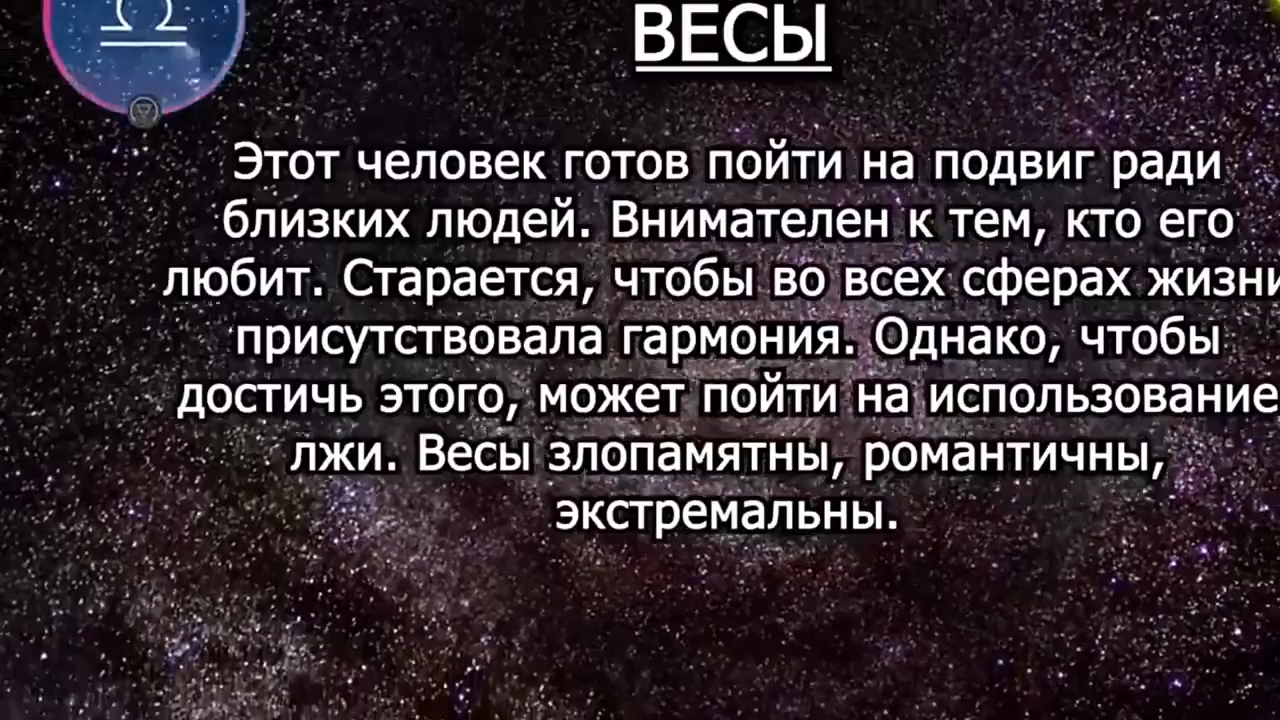 ВЕСЫ
Этот человек готов пойти на подвиг ради
близких людей. Внимателен к тем, кто его
любит. Старается, чтобы во всех сферах жизни
присутствовала гармония. Однако, чтобы
достичь этого, может пойти на использование
лжи. Весы злопамятны, романтичны,
экстремальны.